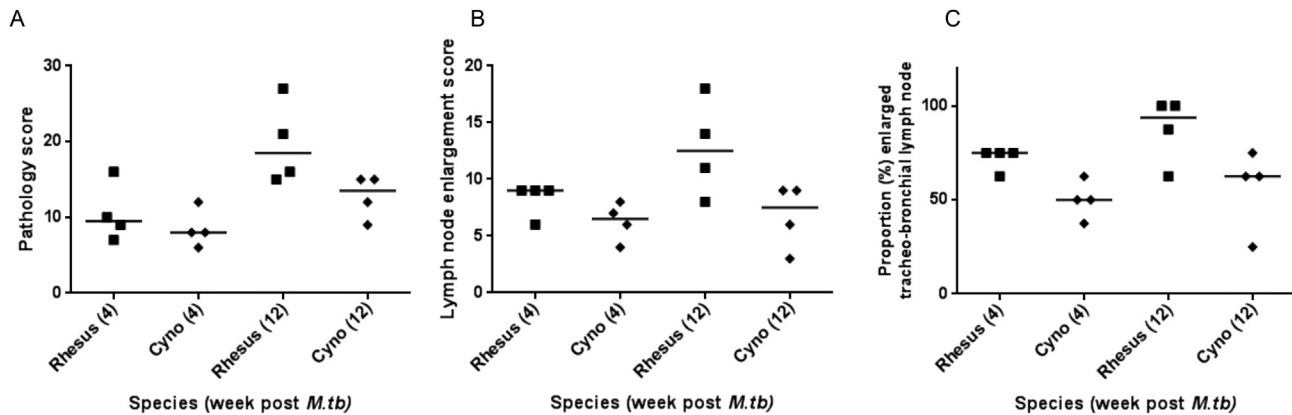 A
Pathology score
30
20
10
0
Rhesus (4)
Cyno (4)
Rhesus (12)
Cyno (12)
Species (week post M.tb)
B
Lymph node enlargement score
20
15
10
5
0
Rhesus (4)
Cyno (4)
Rhesus (12)
Cyno (12)
Species (week post M.tb)
C
Proportion (%) enlarged
tracheo-bronchial lymph node
100
50
0
Rhesus (4)
Cyno (4)
Rhesus (12)
Cyno (12)
Species (week post M.tb)